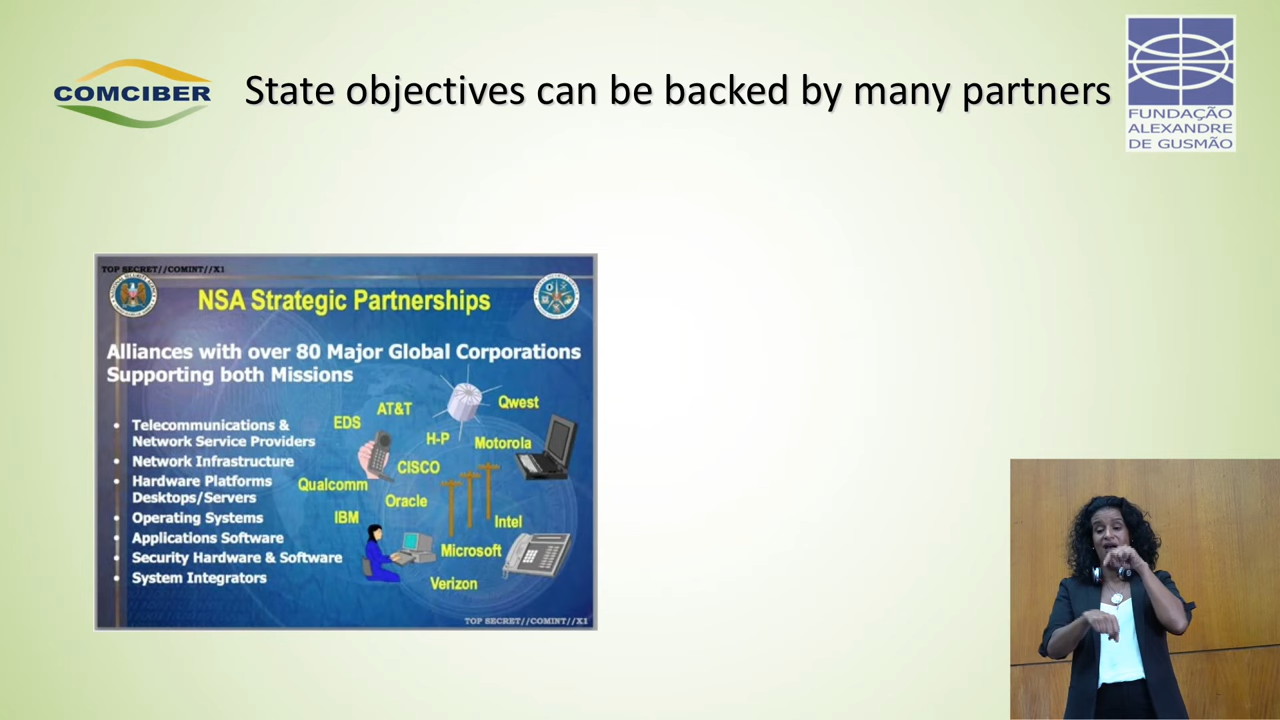 COMCIBER
State objectives can be backed by many partners
FUNDAÇÃO
ALEXANDRE
DE GUSMÃO
TOP SECRET//COMINT//X1
NSA Strategic Partnerships
Alliances with over 80 Major Global Corporations
Supporting both Missions
• Telecommunications &
Network Service Providers
• Network Infrastructure
• Hardware Platforms
Desktops/Servers
• Operating Systems
• Applications Software
• Security Hardware & Software
• System Integrators
AT&T
Qwest
EDS
H-P
Motorola
CISCO
Qualcomm
Oracle
IBM
Intel
Microsoft
Verizon
TOP SECRET//COMINT//X1